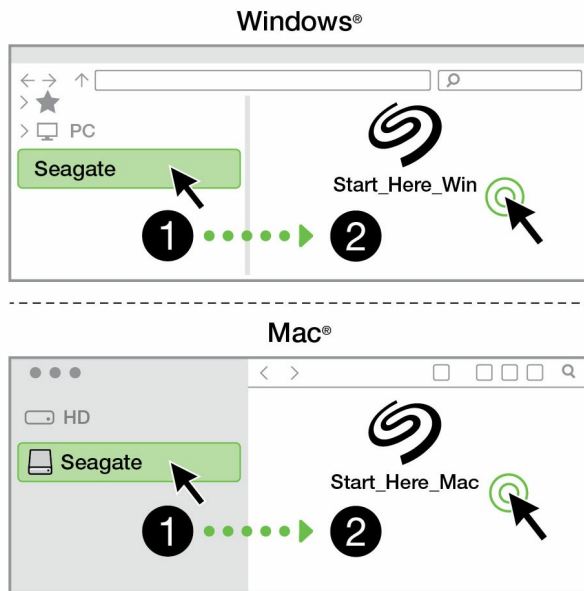 Windows®
PC
Seagate
Start_Here_Win
1
2
Mac®
HD
Seagate
Start_Here_Mac
1
2